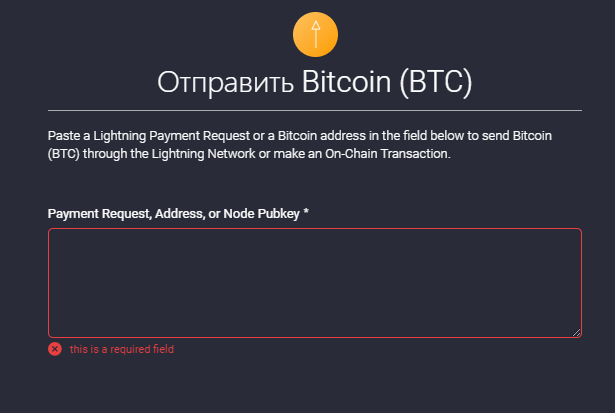 Отправить Bitcoin (BTC)
Paste a Lightning Payment Request or a Bitcoin address in the field below to send Bitcoin
(BTC) through the Lightning Network or make an On-Chain Transaction.
Payment Request, Address, or Node Pubkey *
this is a required field